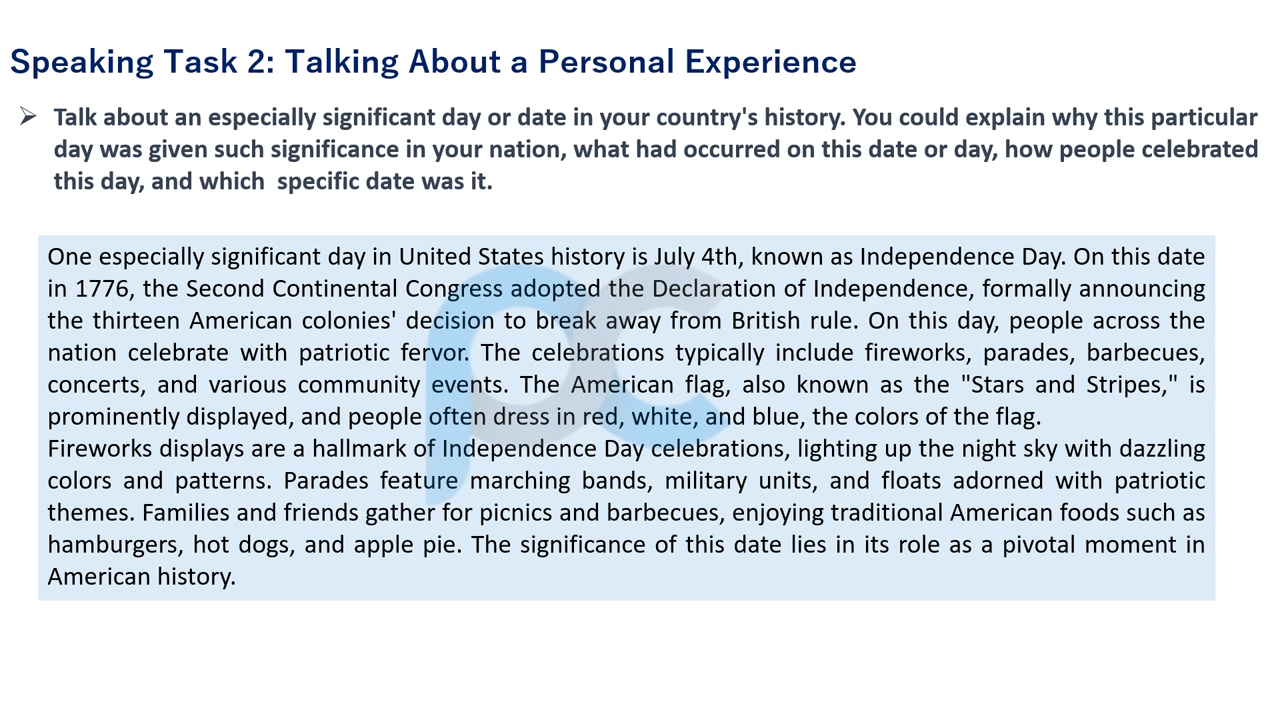 Speaking Task 2: Talking About a Personal Experience
➢ Talk about an especially significant day or date in your country's history. You could explain why this particular
day was given such significance in your nation, what had occurred on this date or day, how people celebrated
this day, and which specific date was it.
One especially significant day in United States history is July 4th, known as Independence Day. On this date
in 1776, the Second Continental Congress adopted the Declaration of Independence, formally announcing
the thirteen American colonies' decision to break away from British rule. On this day, people across the
nation celebrate with patriotic fervor. The celebrations typically include fireworks, parades, barbecues,
concerts, and various community events. The American flag, also known as the "Stars and Stripes," is
prominently displayed, and people often dress in red, white, and blue, the colors of the flag.
Fireworks displays are a hallmark of Independence Day celebrations, lighting up the night sky with dazzling
colors and patterns. Parades feature marching bands, military units, and floats adorned with patriotic
themes. Families and friends gather for picnics and barbecues, enjoying traditional American foods such as
hamburgers, hot dogs, and apple pie. The significance of this date lies in its role as a pivotal moment in
American history.
pc